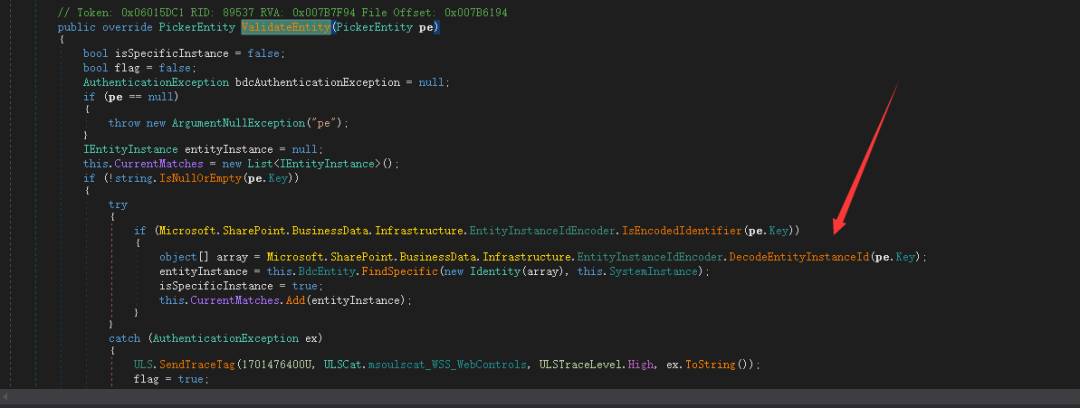 // Token: 0x06015DC1 RID: 89537 RVA: 0x007B7F94 File Offset: 0x007B6194
public override PickerEntity ValidateEntity(PickerEntity pe)
{
bool isSpecificInstance = false;
bool flag = false;
AuthenticationException bdcAuthenticationException = null;
if (pe == null)
{
throw new ArgumentNullException("pe");
}
IEntityInstance entityInstance = null;
this.CurrentMatches = new List<IEntityInstance>();
if (!string.IsNullOrEmpty(pe.Key))
{
try
{
if (Microsoft.SharePoint.BusinessData.Infrastructure.EntityInstanceIdEncoder.IsEncodedIdentifier(pe.Key))
{
object[] array = Microsoft.SharePoint.BusinessData.Infrastructure.EntityInstanceIdEncoder.DecodeEntityInstanceId(pe.Key);
entityInstance = this.BdcEntity.FindSpecific(new Identity(array), this.SystemInstance);
isSpecificInstance = true;
this.CurrentMatches.Add(entityInstance);
}
}
catch (AuthenticationException ex)
{
ULS.SendTraceTag(1701476400U, ULSCat.msoulscat_WSS_WebControls, ULSTraceLevel.High, ex.ToString());
flag = true;